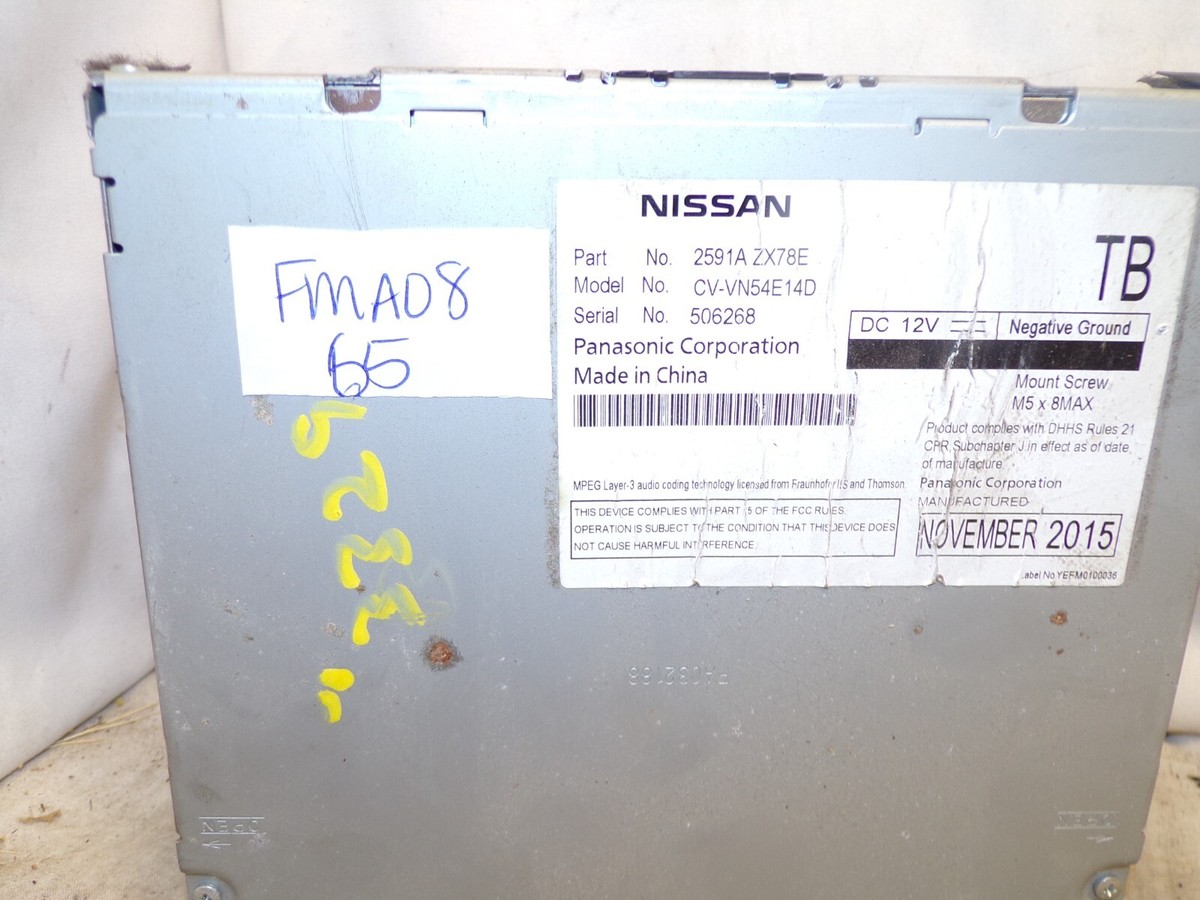 FMA08
65
NISSAN
Part No. 2591A ZX78E
Model No. CV-VN54E14D
Serial No. 506268
Panasonic Corporation
Made in China
TB
DC 12V Negative Ground
Mount Screw
M5 x 8MAX
Product complies with DHHS Rules 21
CFR Subchapter J in effect as of date
of manufacture.
Panasonic Corporation
MANUFACTURED
NOVEMBER 2015
Label No YEFM0100036
MPEG Layer-3 audio coding technology licensed from Fraunhofer IIS and Thomson.
THIS DEVICE COMPLIES WITH PART 15 OF THE FCC RULES.
OPERATION IS SUBJECT TO THE CONDITION THAT THIS DEVICE DOES
NOT CAUSE HARMFUL INTERFERENCE.
OPEN